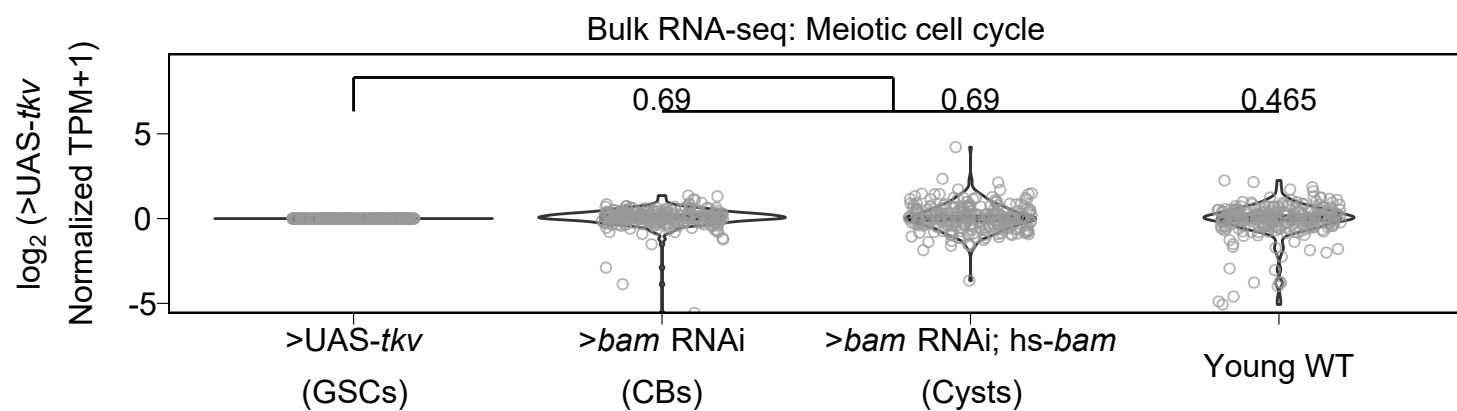 Bulk RNA-seq: Meiotic cell cycle
log2 (>UAS-tkv
Normalized TPM+1)
0.69 0.69 0.465
5
0
-5
>UAS-tkv >bam RNAi >bam RNAi; hs-bam Young WT
(GSCs) (CBs) (Cysts)